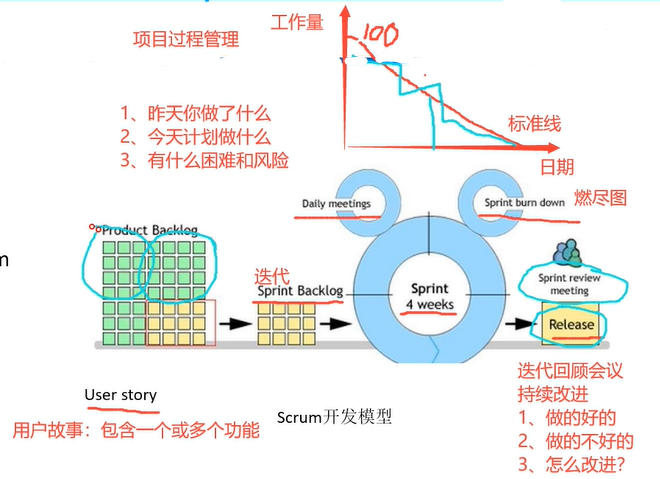 工作量
项目过程管理
100
1、昨天你做了什么
2、今天计划做什么
3、有什么困难和风险
标准线
日期
Daily meetings
Sprint burn down
燃尽图
Product Backlog
m
迭代
Sprint Backlog
Sprint
4 weeks
Sprint review
meeting
Release
User story
用户故事：包含一个或多个功能
Scrum开发模型
迭代回顾会议
持续改进
1、做的好的
2、做的不好的
3、怎么改进?